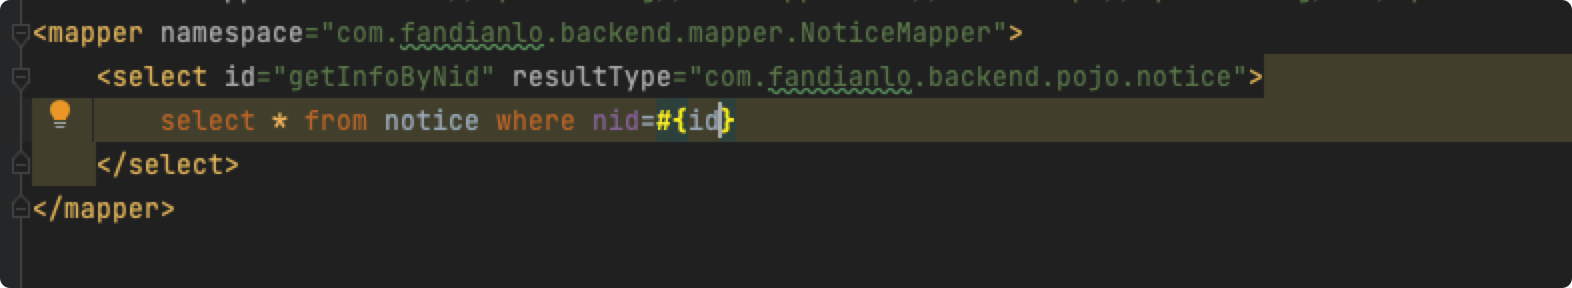 <mapper namespace="com.fandianlo.backend.mapper.NoticeMapper">
<select id="getInfoByNid" resultType="com.fandianlo.backend.pojo.notice">
select * from notice where nid=#{id}
</select>
</mapper>